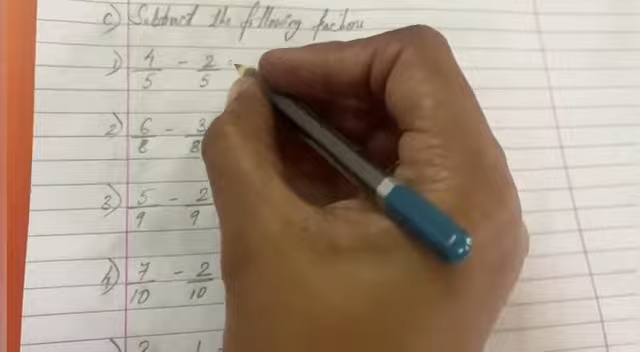 c) Subtract the following fractions
1) 4/5 - 2/5 =
2) 6/8 - 3/8
3) 5/9 - 2/9
4) 7/10 - 2/10